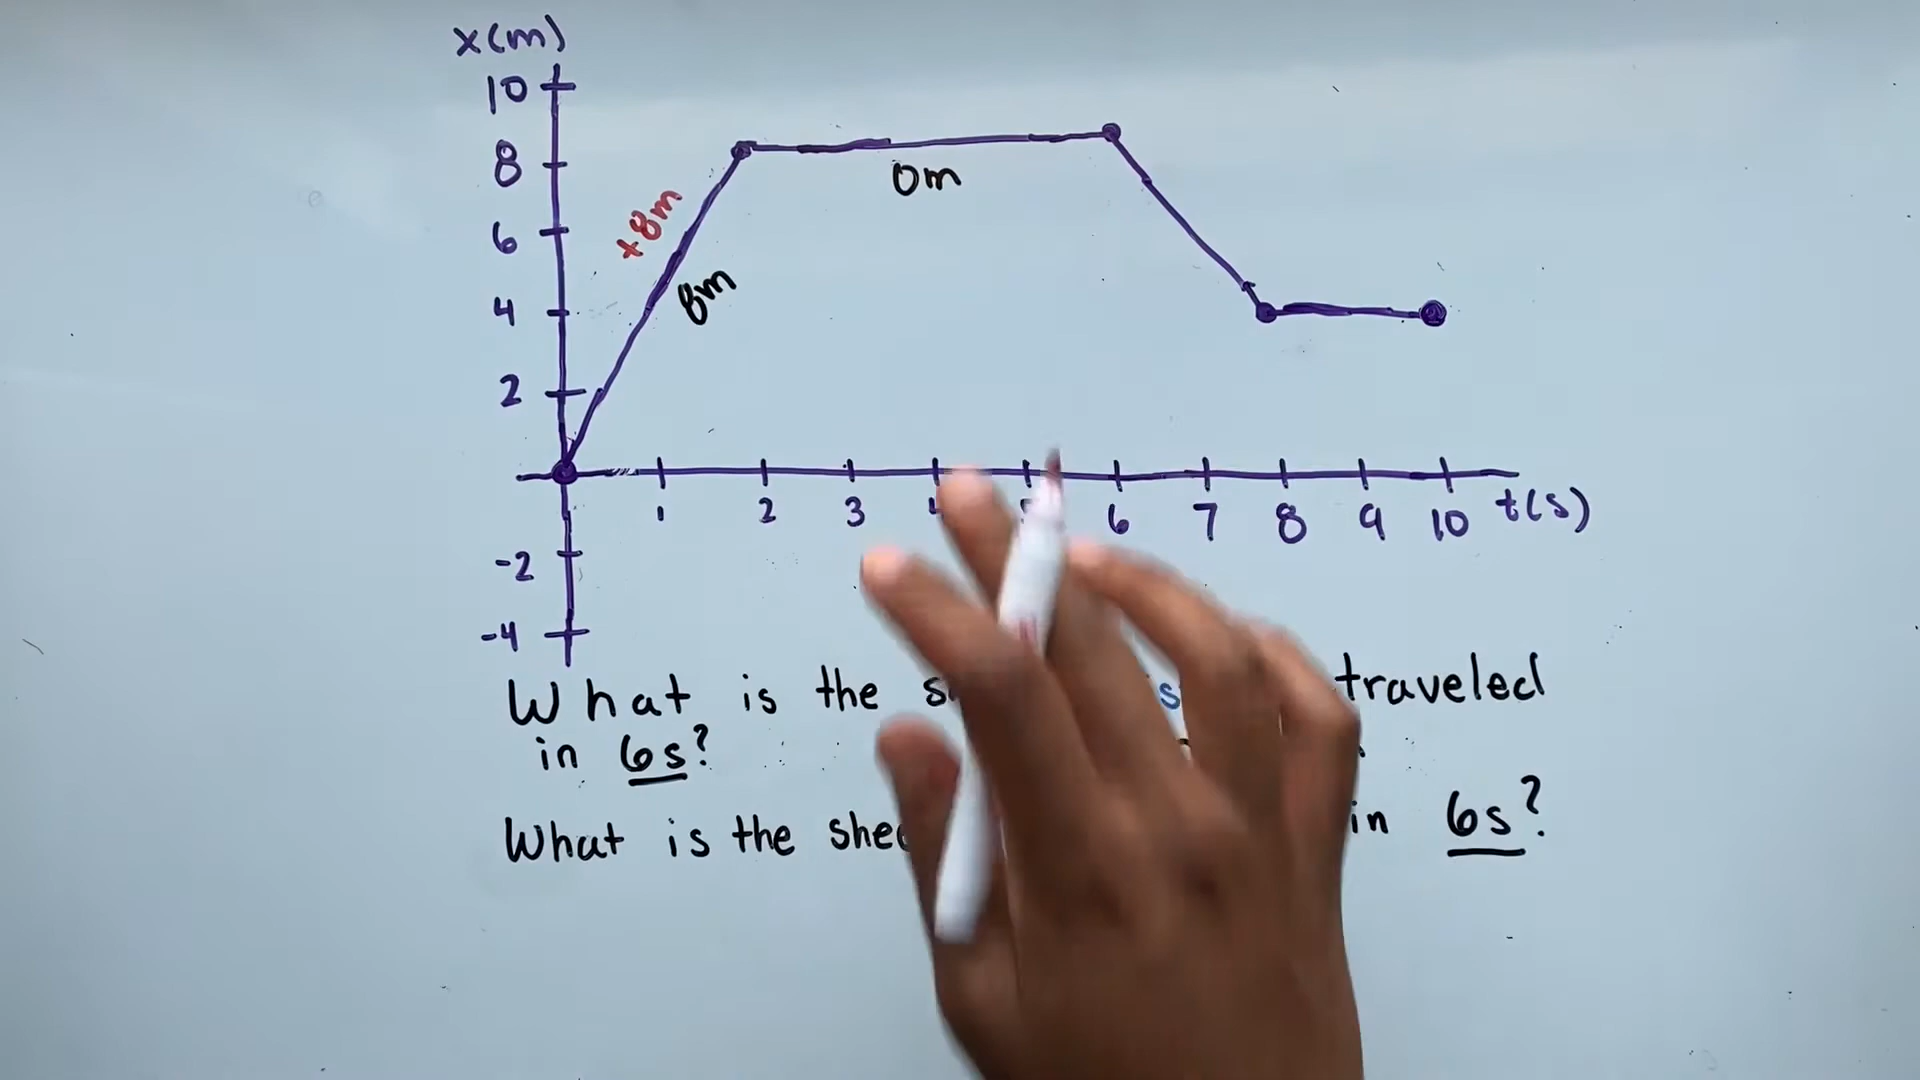 x(m)
10
8
6
4
2
-2
-4
+8m
8m
0m
1 2 3 6 7 8 9 10 t(s)
What is the traveled
in 6s?
What is the in 6s?